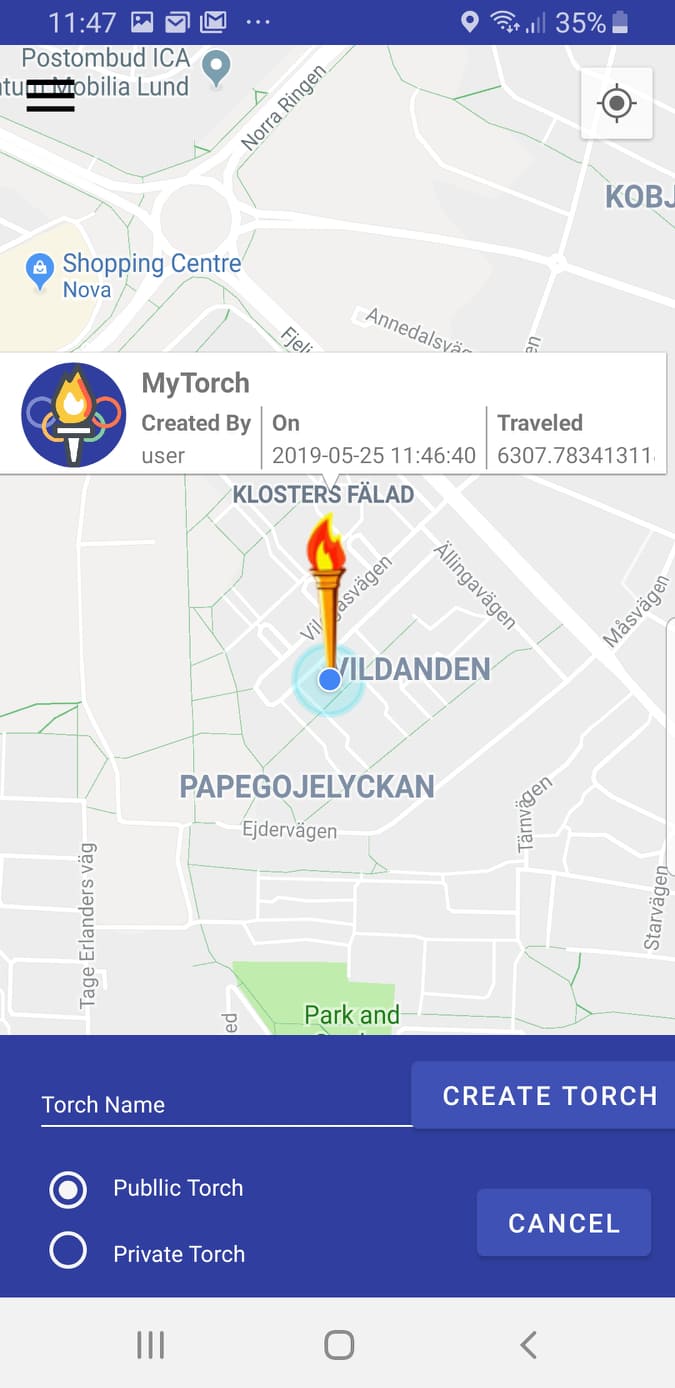 11:47 ... 35%
Postombud ICA
Mobilia Lund
Norra Ringen
KOBJ
Shopping Centre
Nova
Annedalsväg
Fjeli
en
MyTorch
Created By On Traveled
user 2019-05-25 11:46:40 6307.78341311
KLOSTERS FÄLAD
Ällingavägen
Måsvägen
VILDANDEN
PAPEGOJELYCKAN
Tärnvägen
Ejdervägen
Tage Erlanders väg
Starvägen
ed
Park and
Torch Name
CREATE TORCH
Publlic Torch
CANCEL
Private Torch